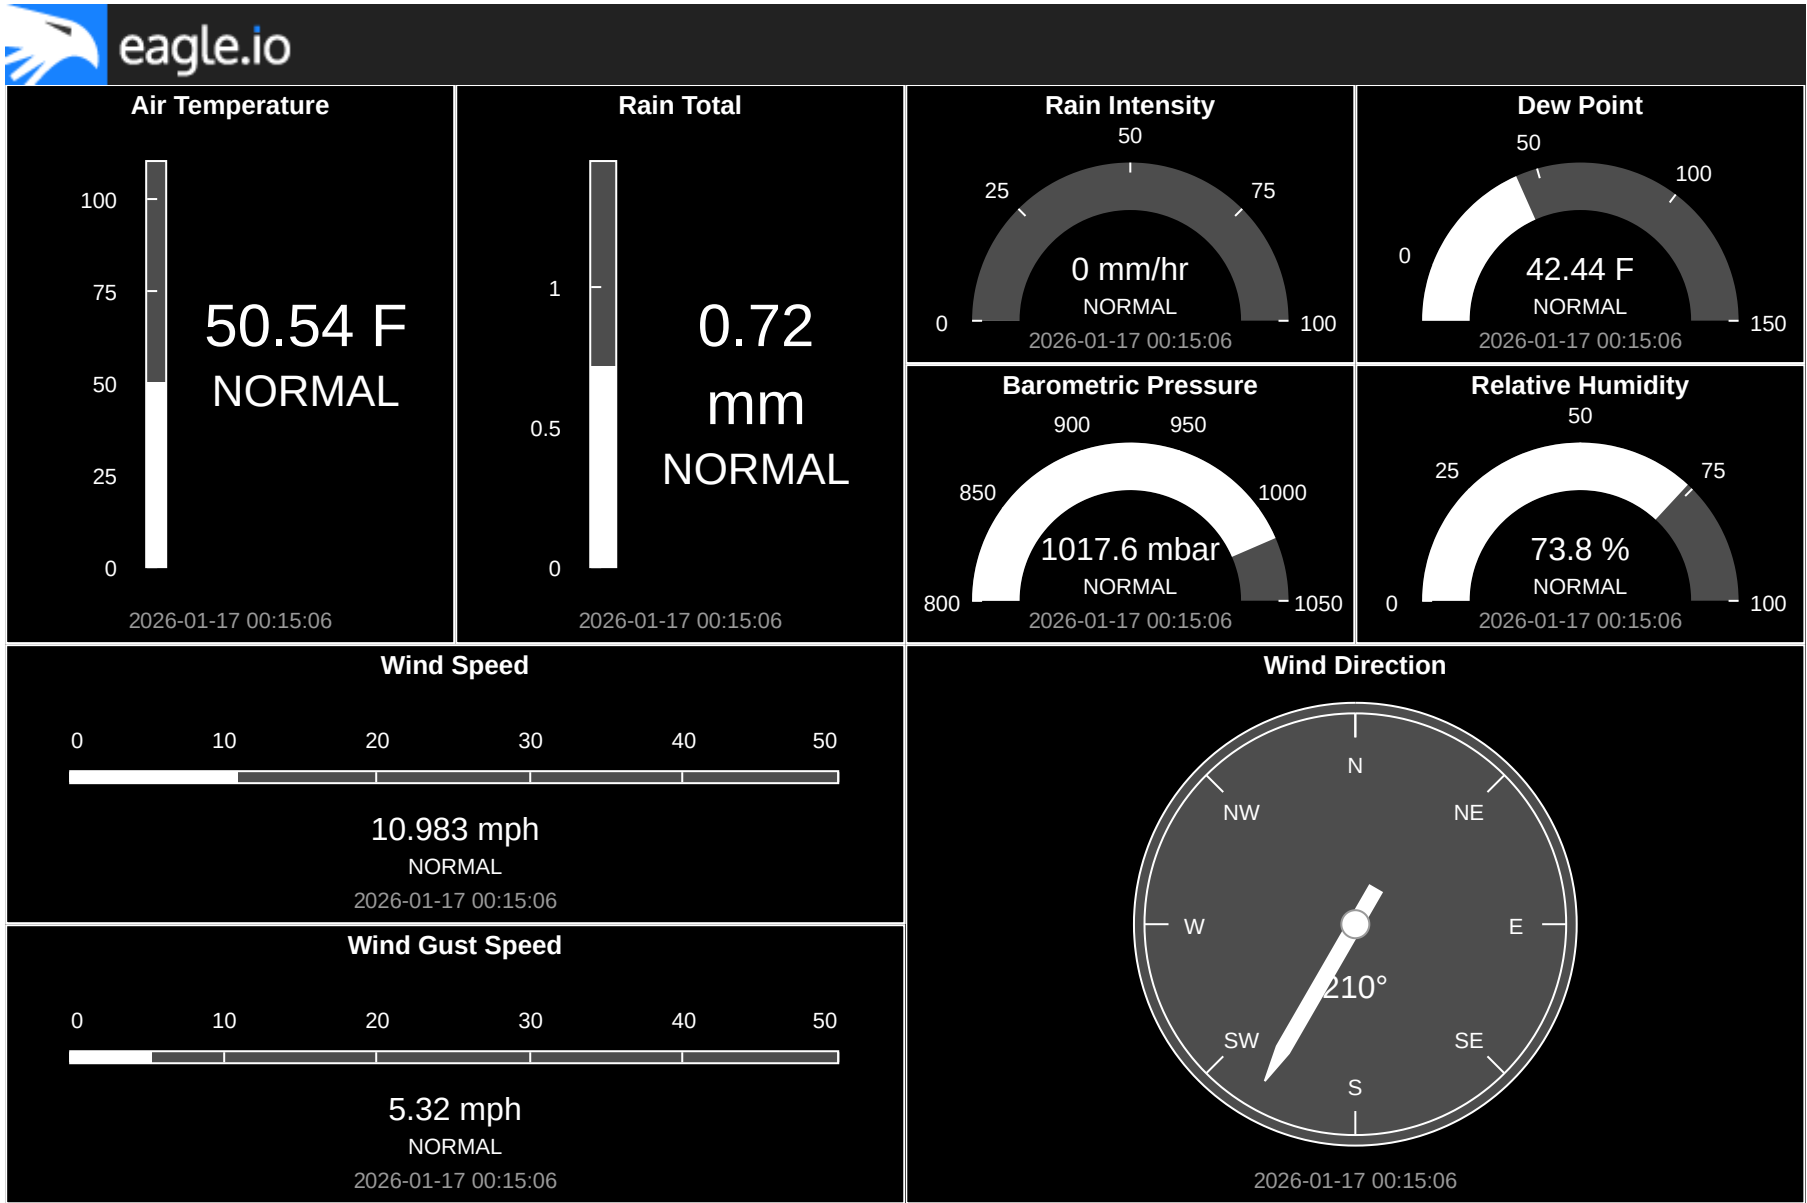 eagle.io
Air Temperature
100
75
50
25
0
50.54 F
NORMAL
2026-01-17 00:15:06
Rain Total
1
0.5
0
0.72
mm
NORMAL
2026-01-17 00:15:06
Rain Intensity
50
25
75
0
100
0 mm/hr
NORMAL
2026-01-17 00:15:06
Dew Point
50
100
0
150
42.44 F
NORMAL
2026-01-17 00:15:06
Barometric Pressure
900
950
850
1000
800
1050
1017.6 mbar
NORMAL
2026-01-17 00:15:06
Relative Humidity
50
25
75
0
100
73.8 %
NORMAL
2026-01-17 00:15:06
Wind Speed
0 10 20 30 40 50
10.983 mph
NORMAL
2026-01-17 00:15:06
Wind Gust Speed
0 10 20 30 40 50
5.32 mph
NORMAL
2026-01-17 00:15:06
Wind Direction
N
NW
NE
W
E
210°
SW
SE
S
2026-01-17 00:15:06